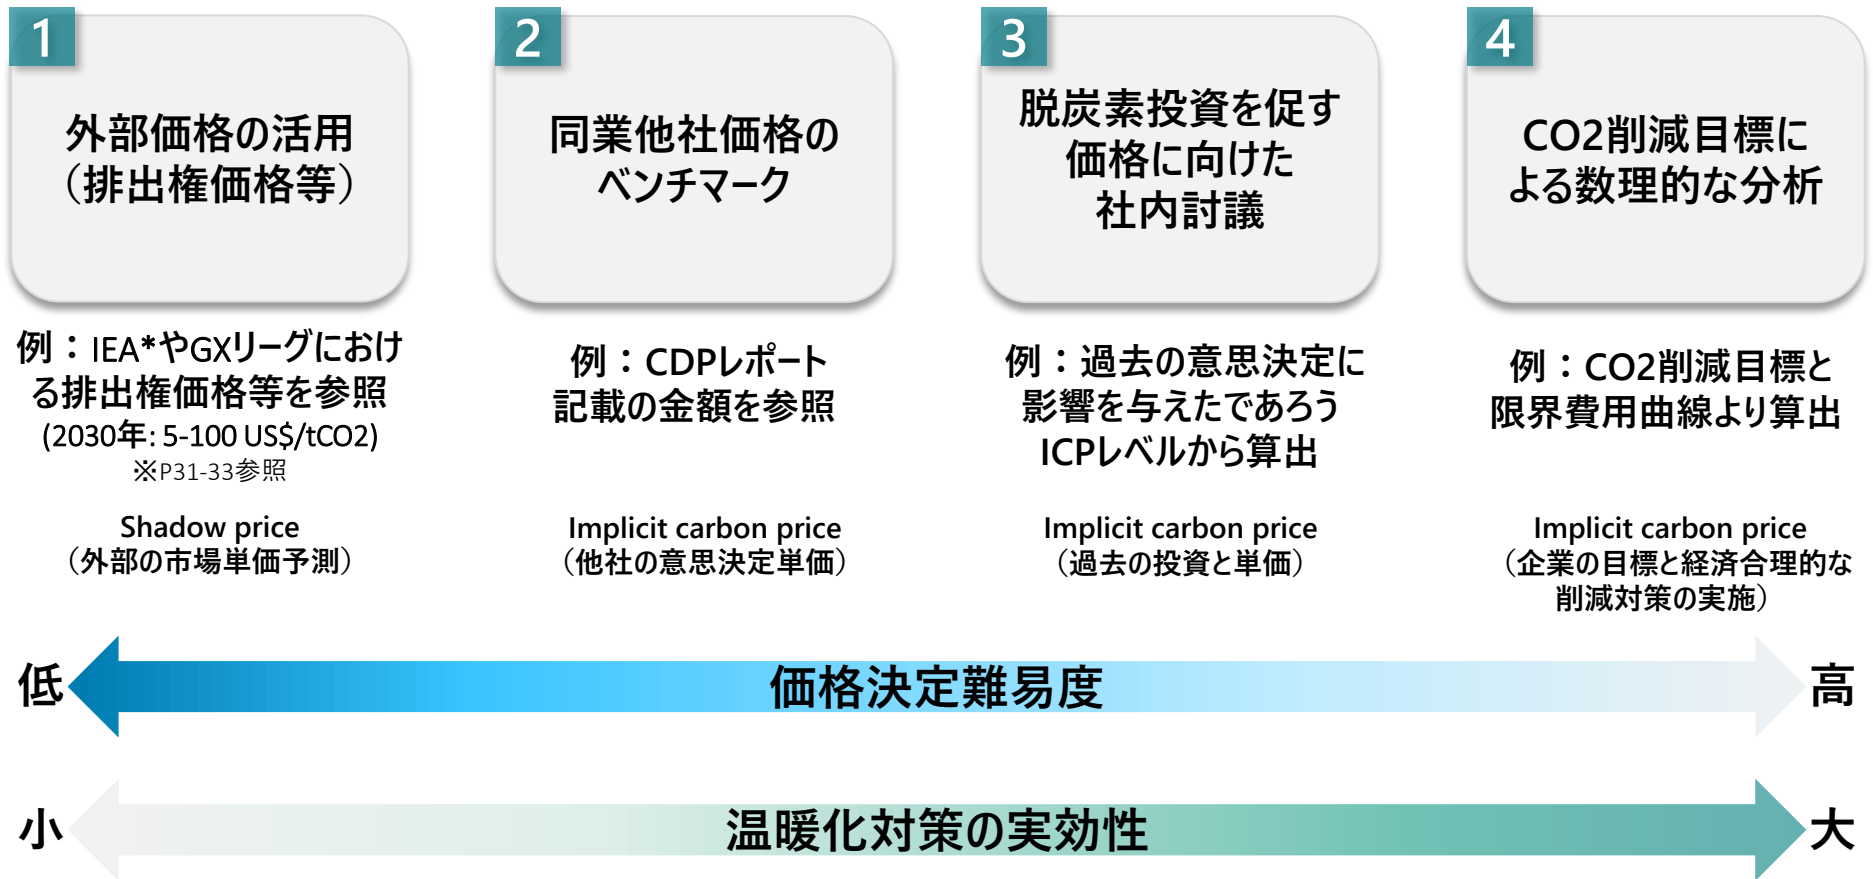 1
外部価格の活用
（排出権価格等）
例：IEA*やGXリーグにおけ
る排出権価格等を参照
(2030年: 5-100 US$/tCO2)
※P31-33参照
Shadow price
（外部の市場単価予測）
2
同業他社価格の
ベンチマーク
例：CDPレポート
記載の金額を参照
Implicit carbon price
（他社の意思決定単価）
3
脱炭素投資を促す
価格に向けた
社内討議
例：過去の意思決定に
影響を与えたであろう
ICPレベルから算出
Implicit carbon price
（過去の投資と単価）
4
CO2削減目標に
よる数理的な分析
例：CO2削減目標と
限界費用曲線より算出
Implicit carbon price
（企業の目標と経済合理的な
削減対策の実施）
低 価格決定難易度 高
小 温暖化対策の実効性 大